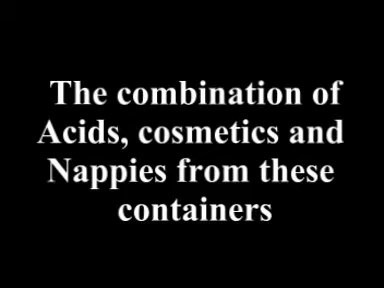 The combination of
Acids, cosmetics and
Nappies from these
containers